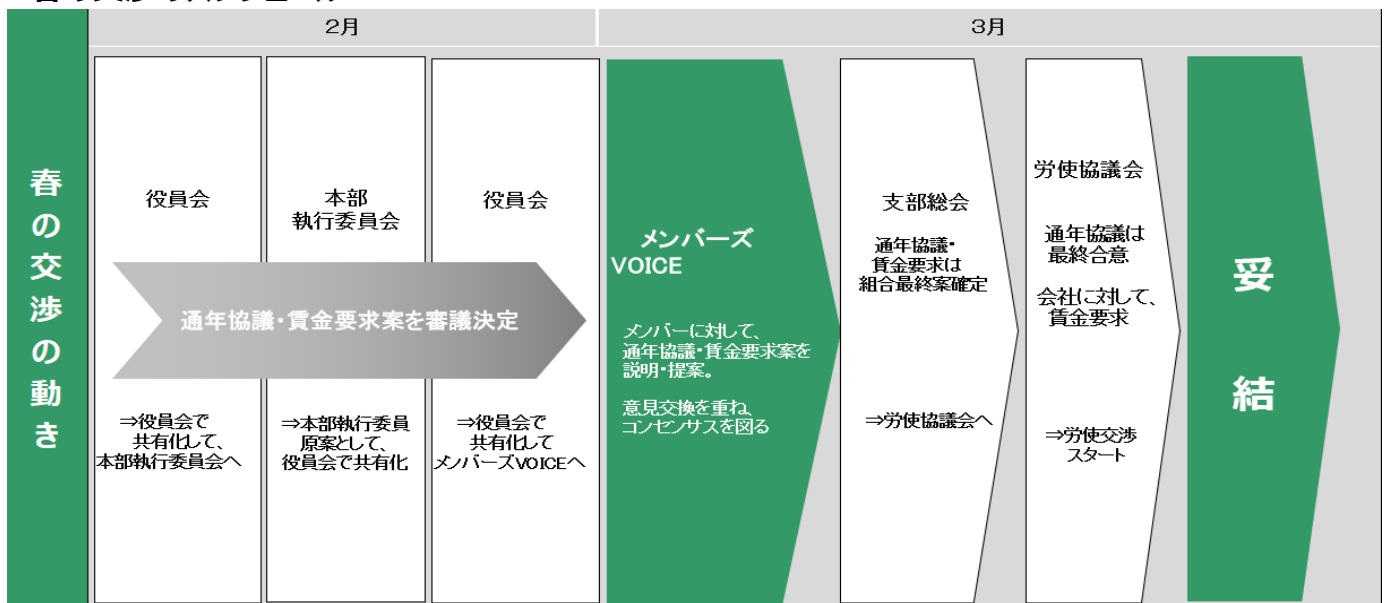 2月
3月
春の交渉の動き
役員会
本部
執行委員会
役員会
通年協議・賃金要求案を審議決定
⇒役員会で
共有化して、
本部執行委員会へ
⇒本部執行委員
原案として、
役員会で共有化
⇒役員会で
共有化して
メンバーズVOICEへ
メンバーズ
VOICE
メンバーに対して、
通年協議・賃金要求案を
説明・提案。
意見交換を重ね、
コンセンサスを図る
支部総会
通年協議・
賃金要求は
組合最終案確定
⇒労使協議会へ
労使協議会
通年協議は
最終合意
会社に対して、
賃金要求
⇒労使交渉
スタート
妥結